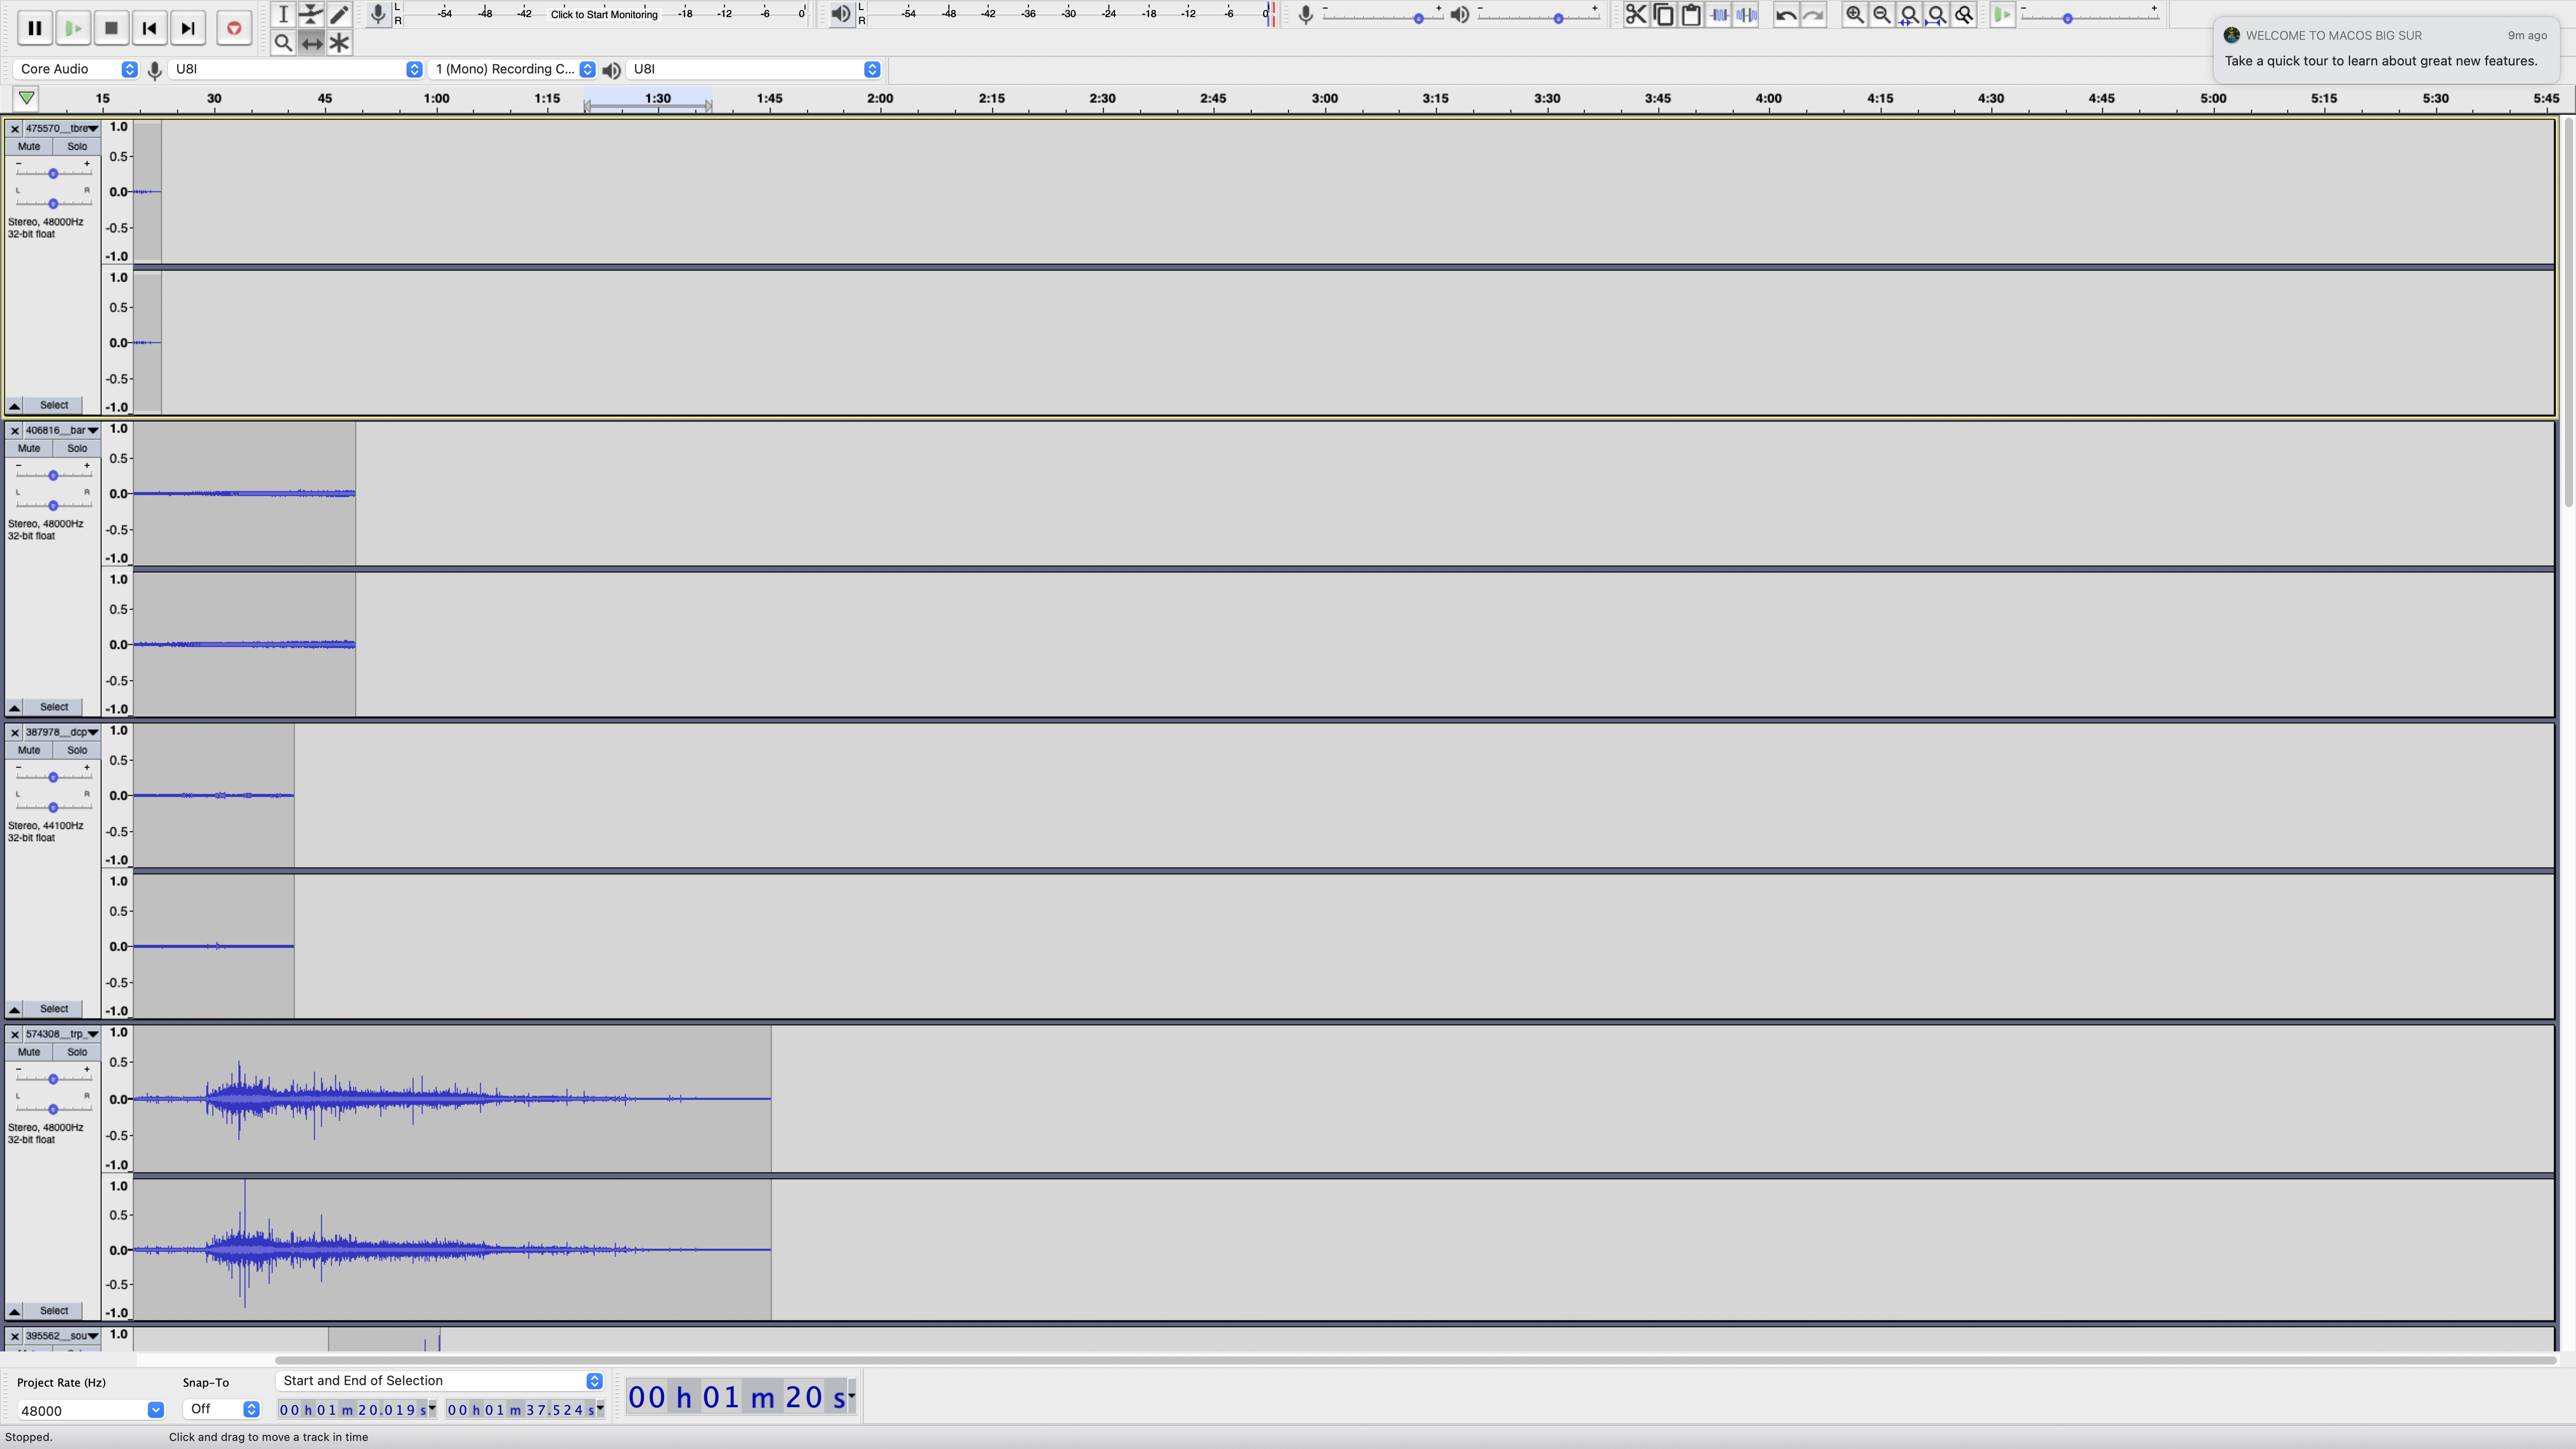 L
R
-54 -48 -42 Click to Start Monitoring -18 -12 -6 0
L
R
-54 -48 -42 -36 -30 -24 -18 -12 -6 0
- +
- +
- +
WELCOME TO MACOS BIG SUR 9m ago
Take a quick tour to learn about great new features.
Core Audio U8I 1 (Mono) Recording C... U8I
15 30 45 1:00 1:15 1:30 1:45 2:00 2:15 2:30 2:45 3:00 3:15 3:30 3:45 4:00 4:15 4:30 4:45 5:00 5:15 5:30 5:45
475570__tbre
Mute Solo
- +
L R
Stereo, 48000Hz
32-bit float
Select
1.0
0.5
0.0
-0.5
-1.0
1.0
0.5
0.0
-0.5
-1.0
406816__bar
Mute Solo
- +
L R
Stereo, 48000Hz
32-bit float
Select
1.0
0.5
0.0
-0.5
-1.0
1.0
0.5
0.0
-0.5
-1.0
387978__dcp
Mute Solo
- +
L R
Stereo, 44100Hz
32-bit float
Select
1.0
0.5
0.0
-0.5
-1.0
1.0
0.5
0.0
-0.5
-1.0
574308__trp_
Mute Solo
- +
L R
Stereo, 48000Hz
32-bit float
Select
1.0
0.5
0.0
-0.5
-1.0
1.0
0.5
0.0
-0.5
-1.0
395562__sou
1.0
Project Rate (Hz) Snap-To Start and End of Selection
48000 Off 00 h 01 m 20.019 s 00 h 01 m 37.524 s 00 h 01 m 20 s
Stopped. Click and drag to move a track in time